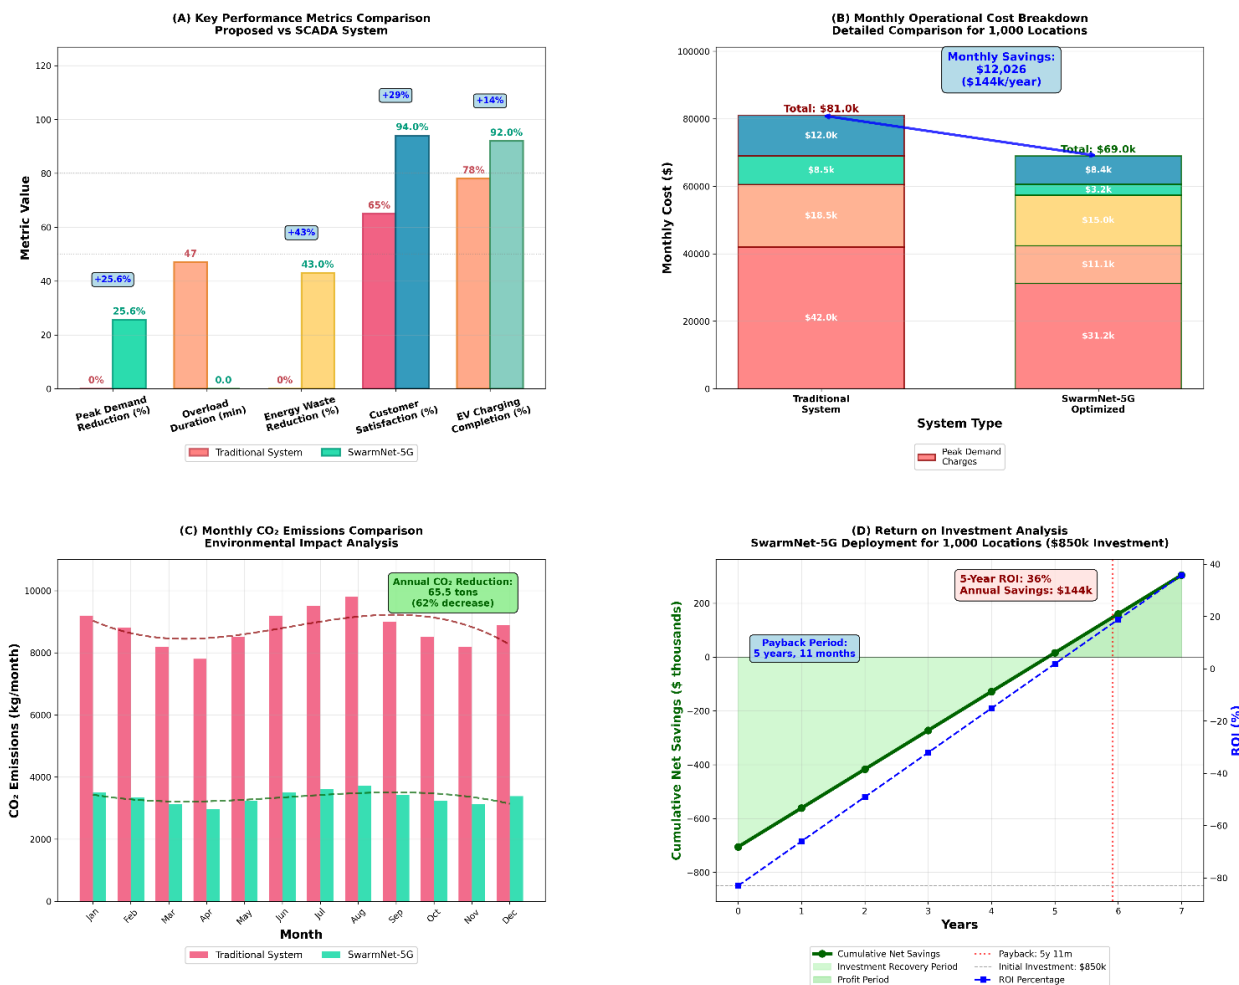 (A) Key Performance Metrics Comparison
Proposed vs SCADA System
Metric Value
120
100
80
60
40
20
0
+25.6%
+43%
+29%
+14%
0%
25.6%
47
0.0
0%
43.0%
65%
94.0%
78%
92.0%
Peak Demand
Reduction (%)
Overload
Duration (min)
Energy Waste
Reduction (%)
Customer
Satisfaction (%)
EV Charging
Completion (%)
Traditional System
SwarmNet-5G
(B) Monthly Operational Cost Breakdown
Detailed Comparison for 1,000 Locations
Monthly Cost ($)
100000
80000
60000
40000
20000
0
Monthly Savings:
$12,026
($144k/year)
Total: $81.0k
$12.0k
$8.5k
$18.5k
$42.0k
Total: $69.0k
$8.4k
$3.2k
$15.0k
$11.1k
$31.2k
Traditional
System
SwarmNet-5G
Optimized
System Type
Peak Demand
Charges
(C) Monthly CO₂ Emissions Comparison
Environmental Impact Analysis
CO₂ Emissions (kg/month)
10000
8000
6000
4000
2000
0
Annual CO₂ Reduction:
65.5 tons
(62% decrease)
Jan
Feb
Mar
Apr
May
Jun
Jul
Aug
Sep
Oct
Nov
Dec
Month
Traditional System
SwarmNet-5G
(D) Return on Investment Analysis
SwarmNet-5G Deployment for 1,000 Locations ($850k Investment)
Cumulative Net Savings ($ thousands)
200
0
−200
−400
−600
−800
5-Year ROI: 36%
Annual Savings: $144k
Payback Period:
5 years, 11 months
40
20
0
−20
−40
−60
−80
ROI (%)
0
1
2
3
4
5
6
7
Years
Cumulative Net Savings
Investment Recovery Period
Profit Period
Payback: 5y 11m
Initial Investment: $850k
ROI Percentage